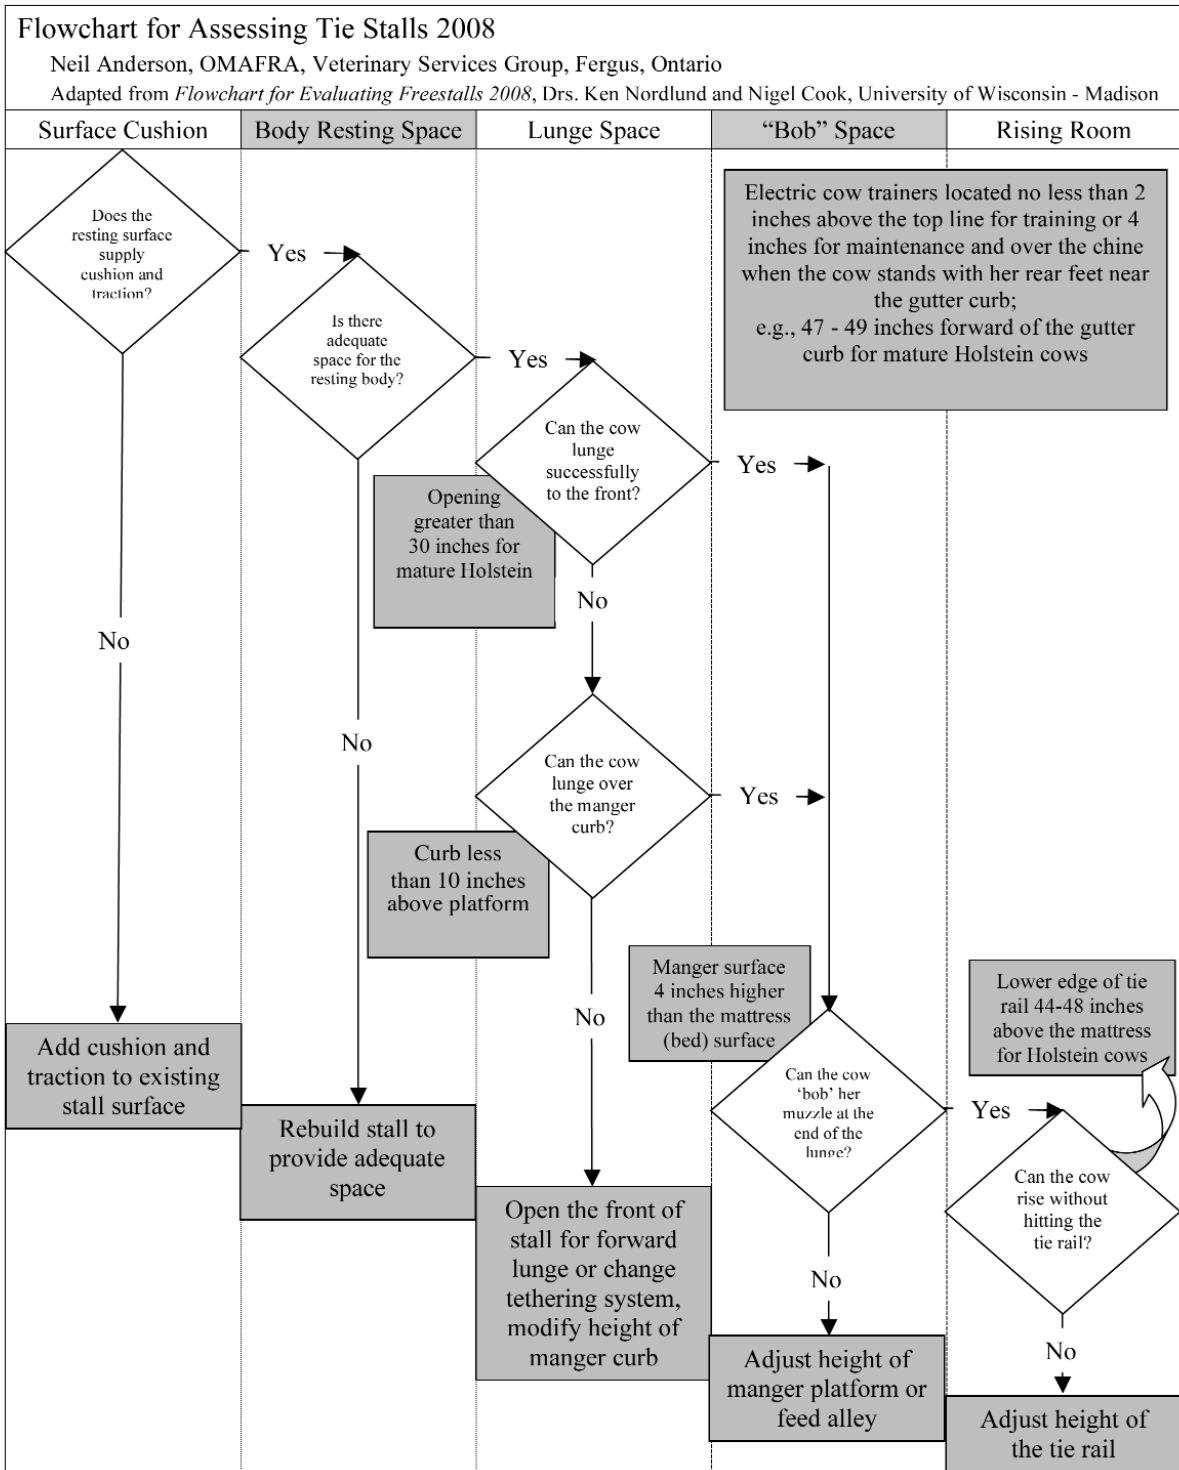 Flowchart for Assessing Tie Stalls 2008
Neil Anderson, OMAFRA, Veterinary Services Group, Fergus, Ontario
Adapted from Flowchart for Evaluating Freestalls 2008, Drs. Ken Nordlund and Nigel Cook, University of Wisconsin - Madison
Surface Cushion
Body Resting Space
Lunge Space
“Bob” Space
Rising Room
Electric cow trainers located no less than 2
inches above the top line for training or 4
inches for maintenance and over the chine
when the cow stands with her rear feet near
the gutter curb;
e.g., 47 - 49 inches forward of the gutter
curb for mature Holstein cows
Does the
resting surface
supply
cushion and
traction?
Yes
Is there
adequate
space for the
resting body?
Yes
Can the cow
lunge
successfully
to the front?
Yes
Opening
greater than
30 inches for
mature Holstein
No
No
No
Can the cow
lunge over
the manger
curb?
Yes
Curb less
than 10 inches
above platform
Manger surface
4 inches higher
than the mattress
(bed) surface
Lower edge of tie
rail 44-48 inches
above the mattress
for Holstein cows
No
Add cushion and
traction to existing
stall surface
Can the cow
‘bob’ her
muzzle at the
end of the
lunge?
Yes
Rebuild stall to
provide adequate
space
Can the cow
rise without
hitting the
tie rail?
Open the front of
stall for forward
lunge or change
tethering system,
modify height of
manger curb
No
No
Adjust height of
manger platform or
feed alley
Adjust height of
the tie rail